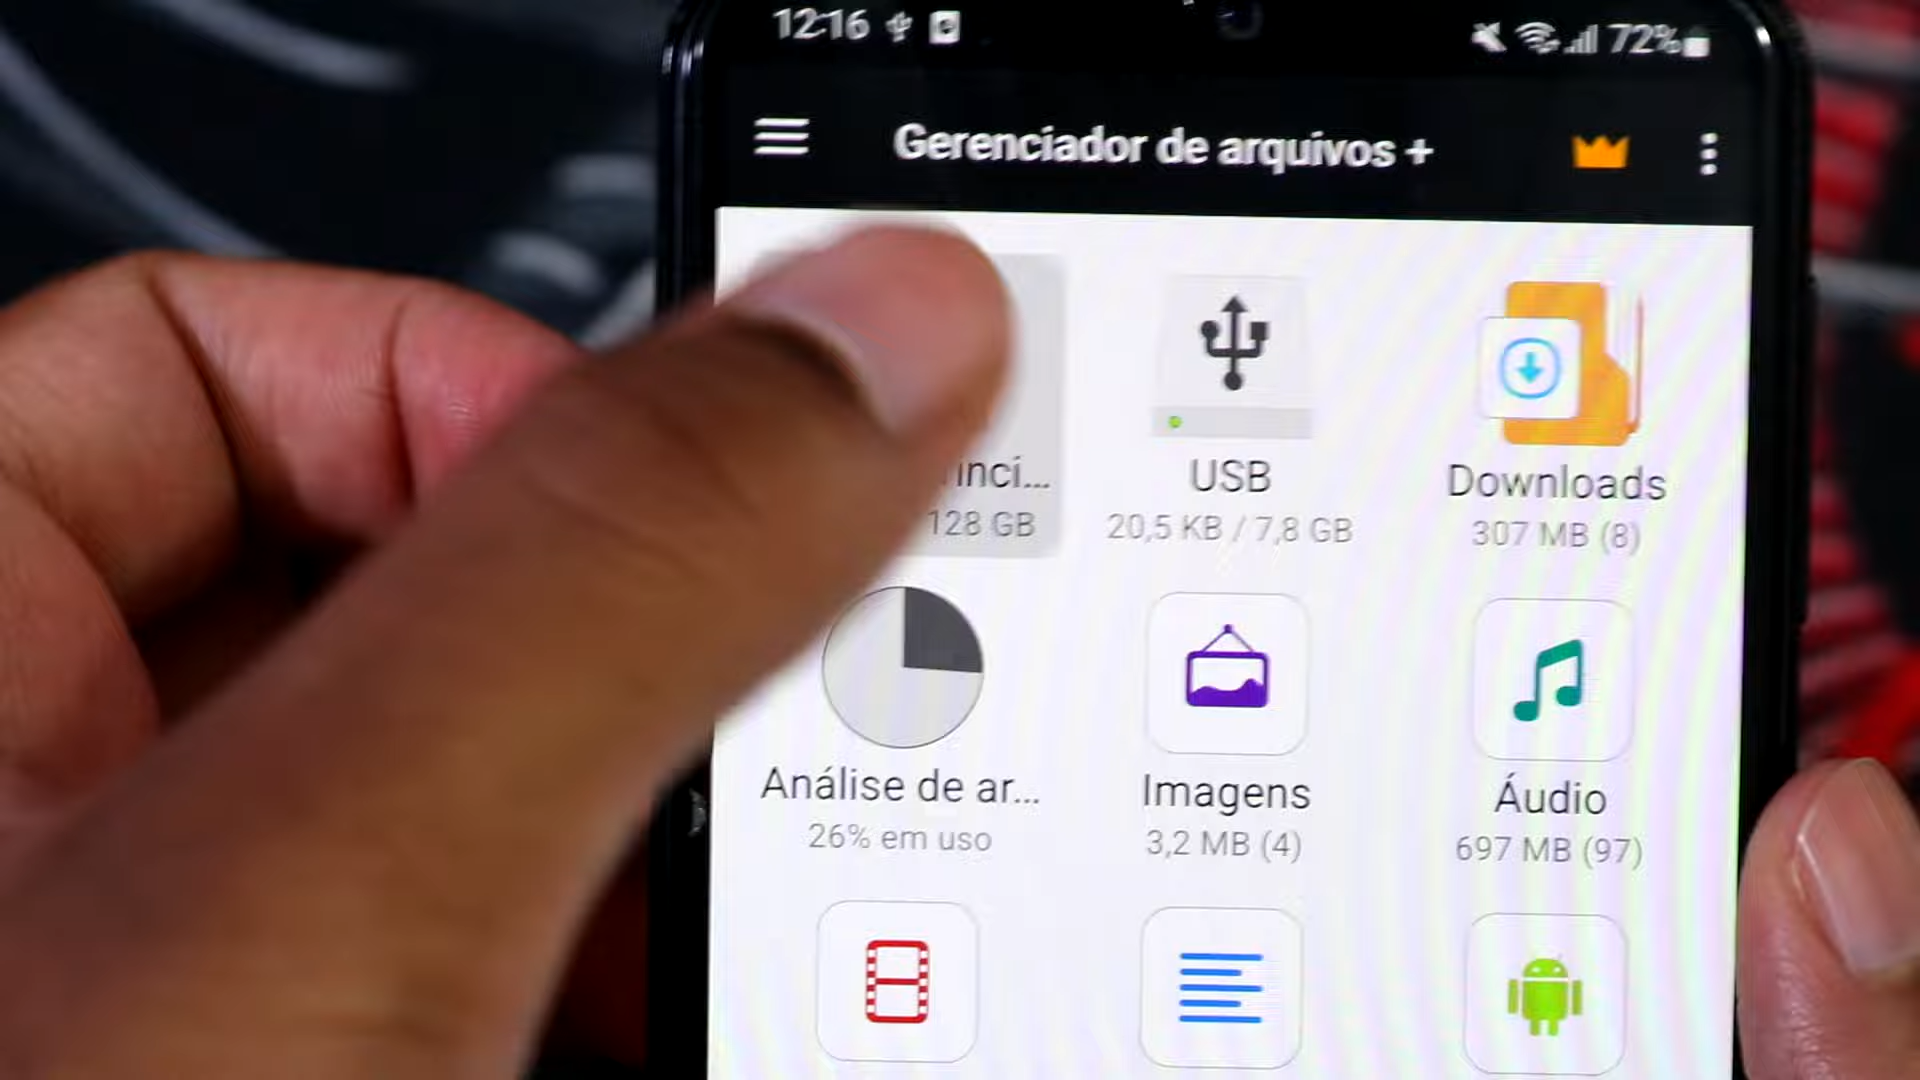 12:16 72%
Gerenciador de arquivos +
USB
Downloads
128 GB
20,5 KB / 7,8 GB
307 MB (8)
Análise de ar...
Imagens
Áudio
26% em uso
3,2 MB (4)
697 MB (97)